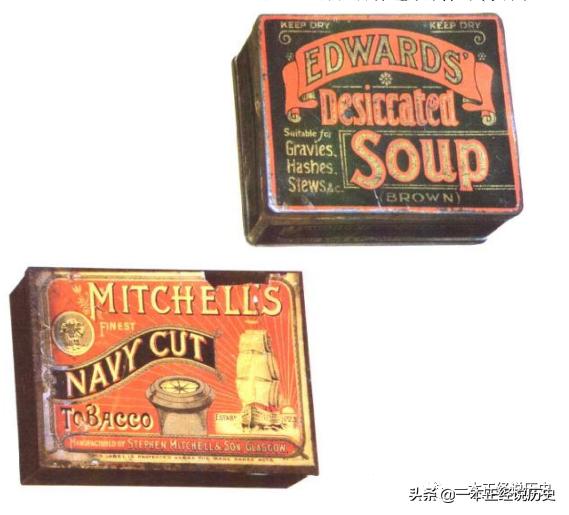 KEEP DRY KEEP DRY
EDWARDS'
Desiccated
Suitable for
Gravies,
Hashes,
Stews &c.
Soup
(BROWN)
MITCHELL'S
FINEST
NAVY CUT
TOBACCO
ESTABD 1723
MANUFACTURED BY STEPHEN MITCHELL & SON GLASGOW
头条 @一本正经说历史